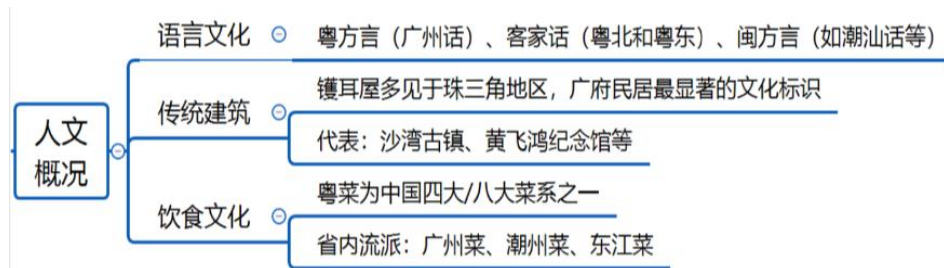 语言文化
粤方言（广州话）、客家话（粤北和粤东）、闽方言（如潮汕话等）
人文
概况
传统建筑
镬耳屋多见于珠三角地区，广府民居最显著的文化标识
代表：沙湾古镇、黄飞鸿纪念馆等
饮食文化
粤菜为中国四大/八大菜系之一
省内流派：广州菜、潮州菜、东江菜